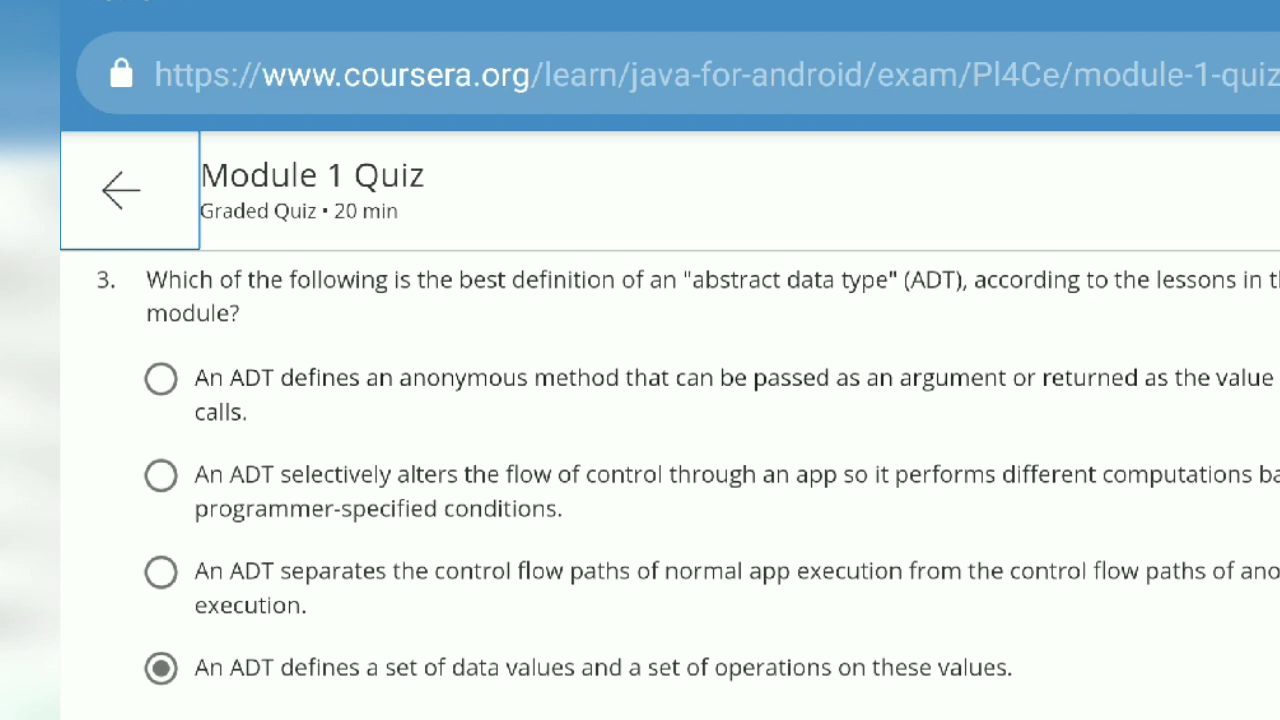 https://www.coursera.org/learn/java-for-android/exam/Pl4Ce/module-1-quiz
Module 1 Quiz
Graded Quiz • 20 min
3. Which of the following is the best definition of an "abstract data type" (ADT), according to the lessons in
module?
An ADT defines an anonymous method that can be passed as an argument or returned as the value
calls.
An ADT selectively alters the flow of control through an app so it performs different computations
programmer-specified conditions.
An ADT separates the control flow paths of normal app execution from the control flow paths of
execution.
An ADT defines a set of data values and a set of operations on these values.